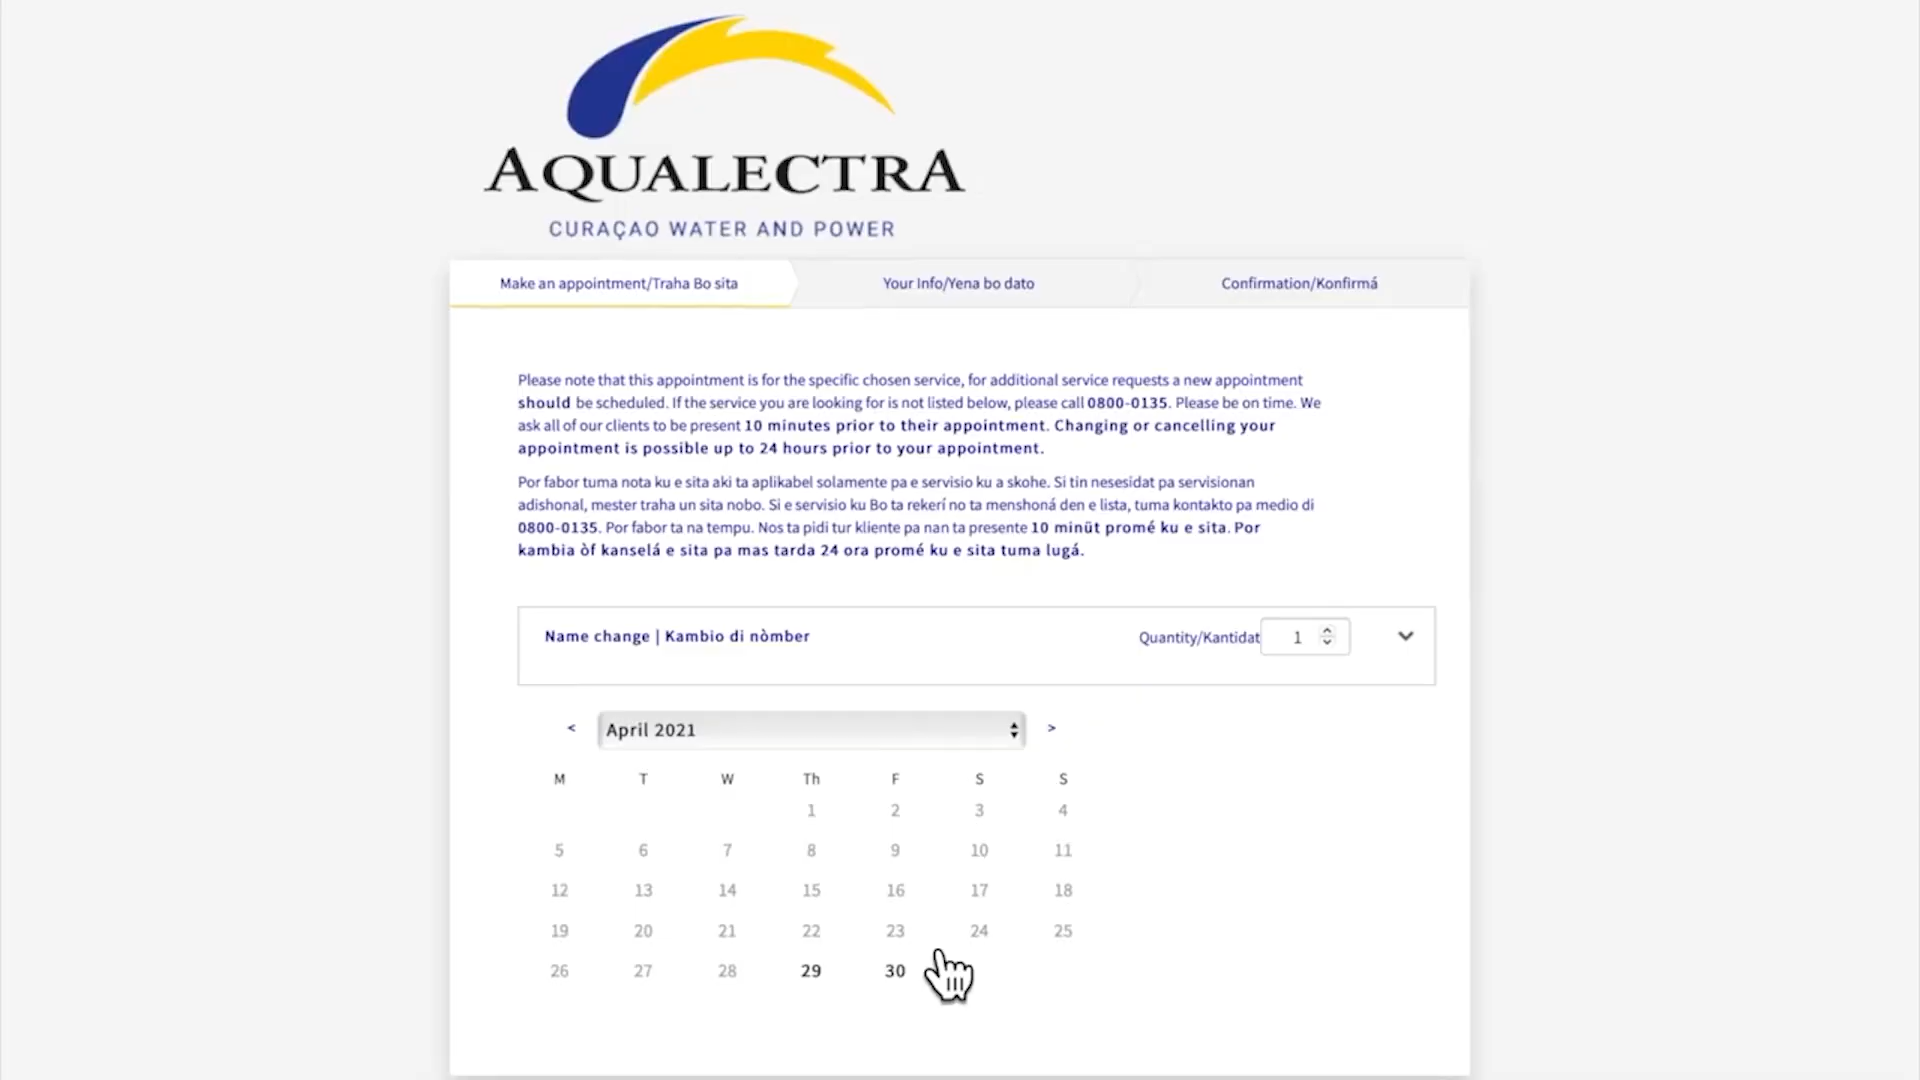 AQUALECTRA
CURAÇAO WATER AND POWER
Make an appointment/Traha Bo sita
Your Info/Yena bo dato
Confirmation/Konfirmá
Please note that this appointment is for the specific chosen service, for additional service requests a new appointment
should be scheduled. If the service you are looking for is not listed below, please call 0800-0135. Please be on time. We
ask all of our clients to be present 10 minutes prior to their appointment. Changing or cancelling your
appointment is possible up to 24 hours prior to your appointment.
Por fabor tuma nota ku e sita aki ta aplikabel solamente pa e servisio ku a skohe. Si tin nesesidat pa servisionan
adishonal, mester traha un sita nobo. Si e servisio ku Bo ta rekerí no ta menshoná den e lista, tuma kontakto pa medio di
0800-0135. Por fabor ta na tempu. Nos ta pidi tur kliente pa nan ta presente 10 minüt promé ku e sita. Por
kambia òf kanselá e sita pa mas tarda 24 ora promé ku e sita tuma lugá.
Name change | Kambio di nòmber Quantity/Kantidat 1
< April 2021 >
M T W Th F S S
1 2 3 4
5 6 7 8 9 10 11
12 13 14 15 16 17 18
19 20 21 22 23 24 25
26 27 28 29 30